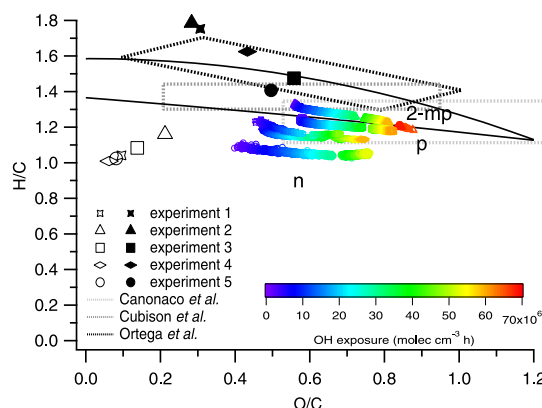 1.8
1.6
1.4
1.2
1.0
0.8
0.6
0.4
0.2
0.0
H/C
2-mp
p
n
experiment 1
experiment 2
experiment 3
experiment 4
experiment 5
Canonaco et al.
Cubison et al.
Ortega et al.
0 10 20 30 40 50 60 70x10⁶
OH exposure (molec cm⁻³ h)
0.0 0.2 0.4 0.6 0.8 1.0 1.2
O/C